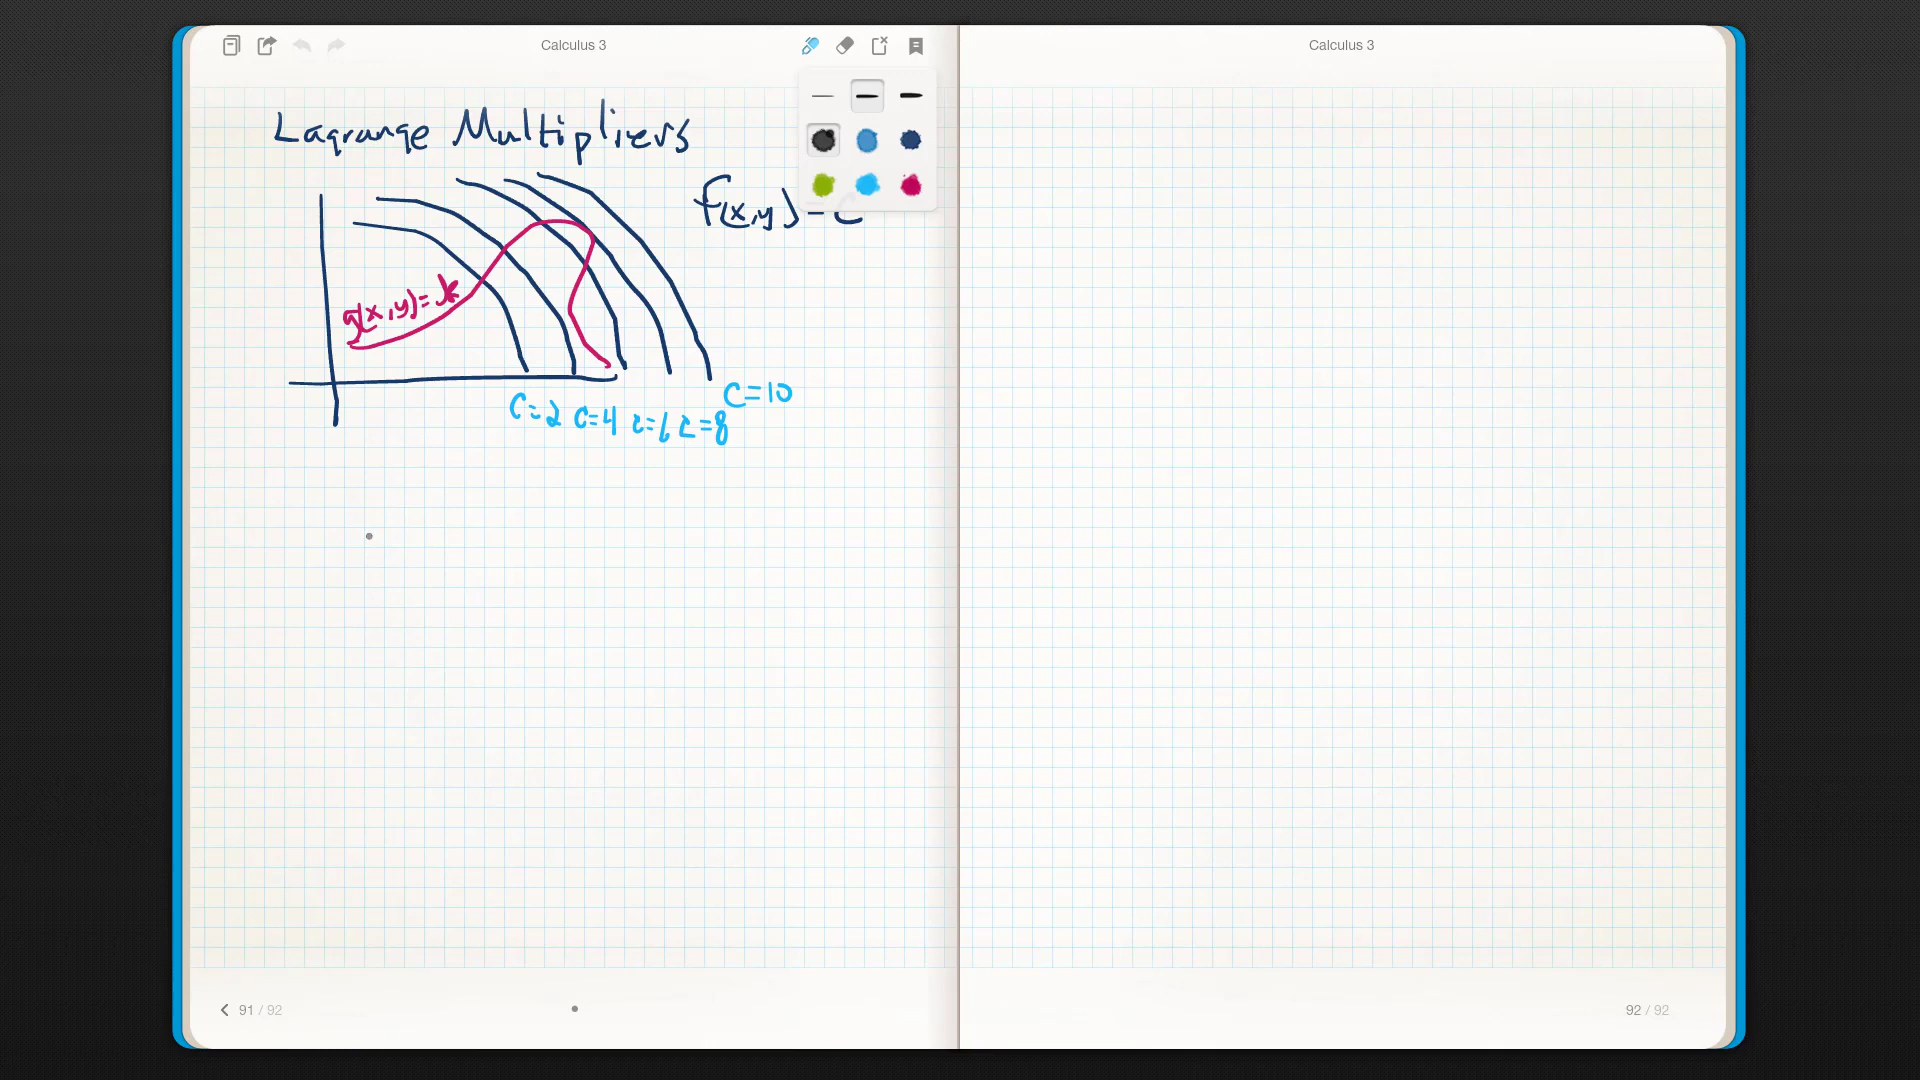 Calculus 3
Calculus 3
Lagrange Multipliers
f(x,y) = C
g(x,y)=k
C=2 C=4 C=6 C=8 C=10
91 / 92
92 / 92